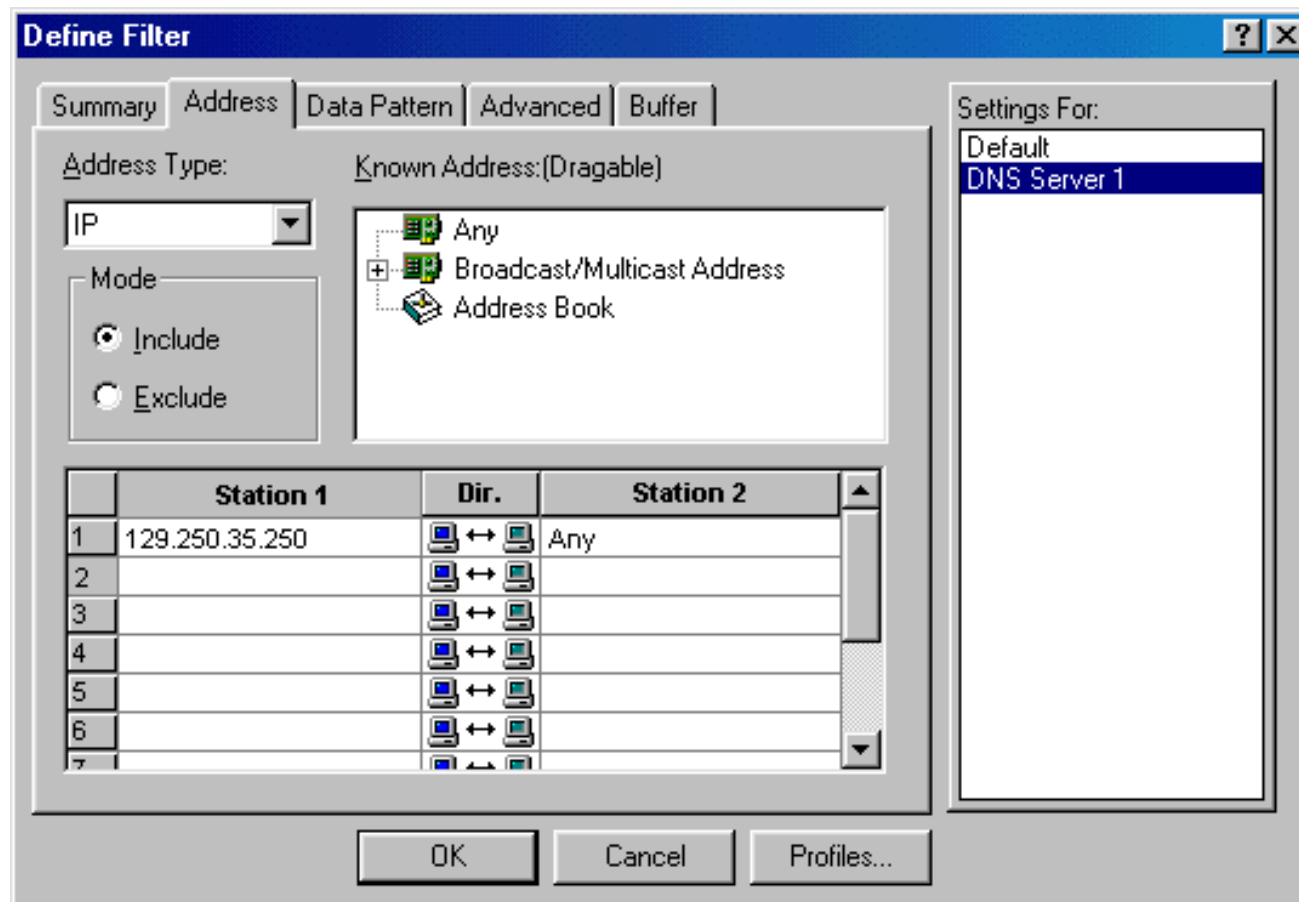 Define Filter
Summary Address Data Pattern Advanced Buffer
Address Type:
IP
Mode
Include
Exclude
Known Address:(Dragable)
Any
Broadcast/Multicast Address
Address Book
Station 1 Dir. Station 2
1 129.250.35.250 Any
2
3
4
5
6
7
Settings For:
Default
DNS Server 1
OK Cancel Profiles...